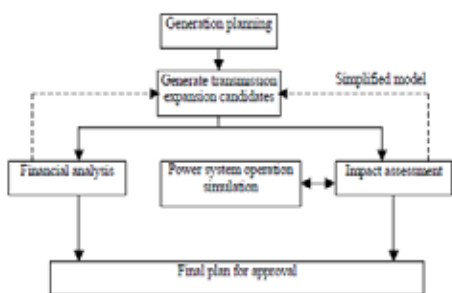 Generation planning
Generate transmission
expansion candidates
Simplified model
Financial analysis
Power system operation
simulation
Impact assessment
Final plan for approval